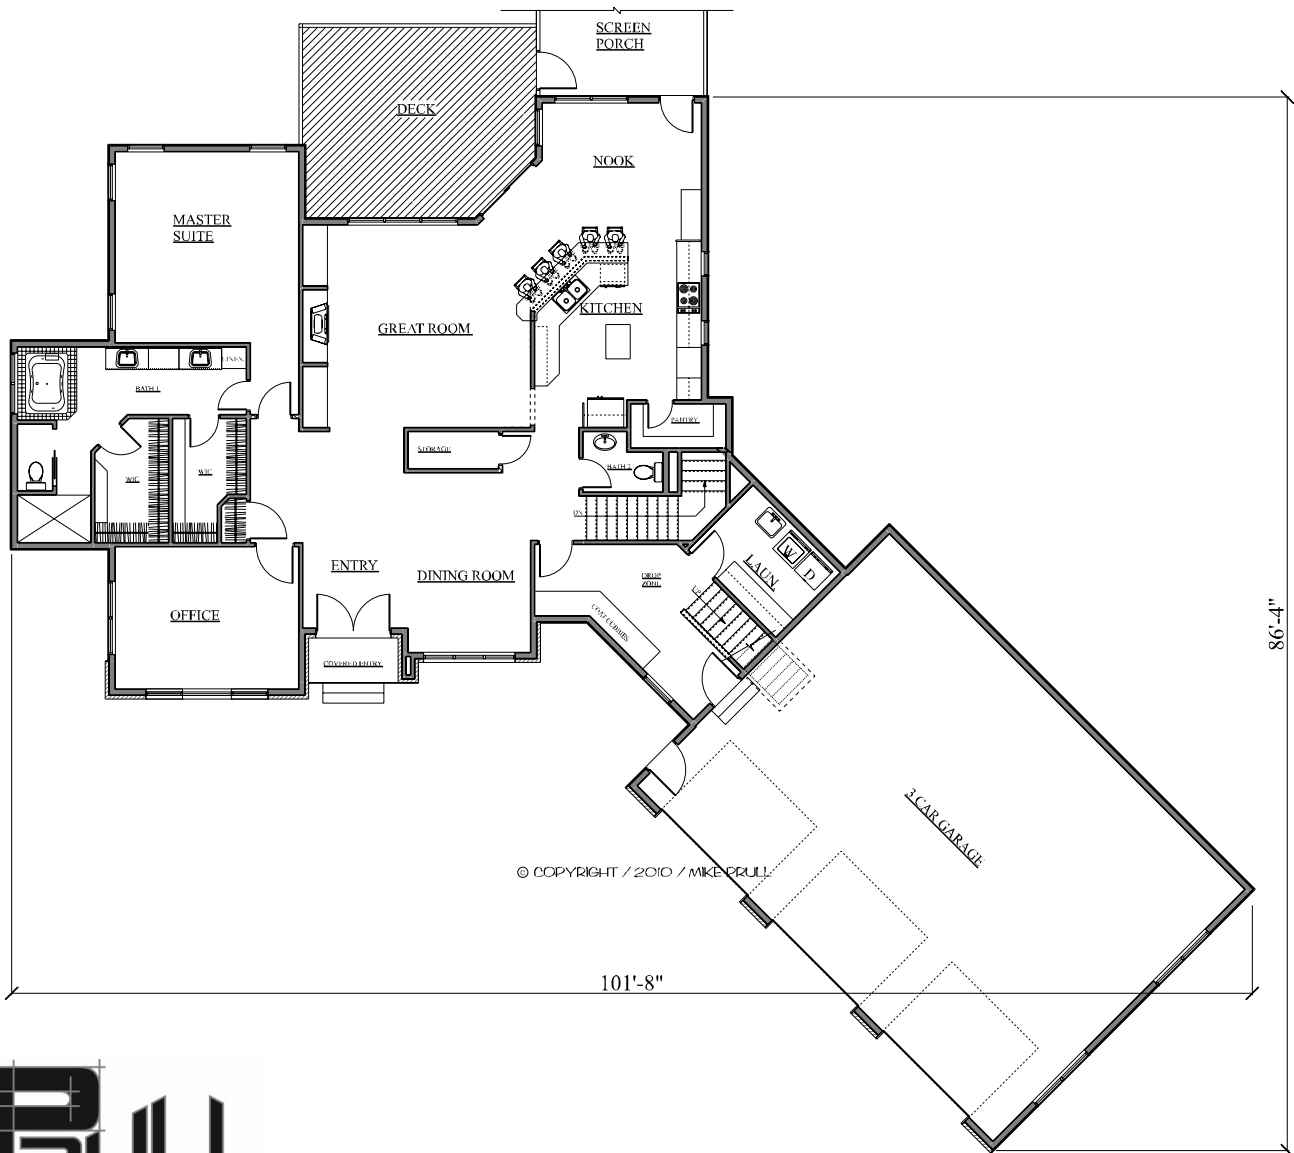 SCREEN
PORCH
DECK
NOOK
MASTER
SUITE
KITCHEN
GREAT ROOM
LINEN
BATH 1
PANTRY
STORAGE
BATH 2
WIC
WIC
DN
W
D
LAUN.
ENTRY
DINING ROOM
DROP
ZONE
UP
OFFICE
COAT CUBBIES
COVERED ENTRY
86'-4"
3 CAR GARAGE
© COPYRIGHT / 2010 / MIKE PRULL
101'-8"